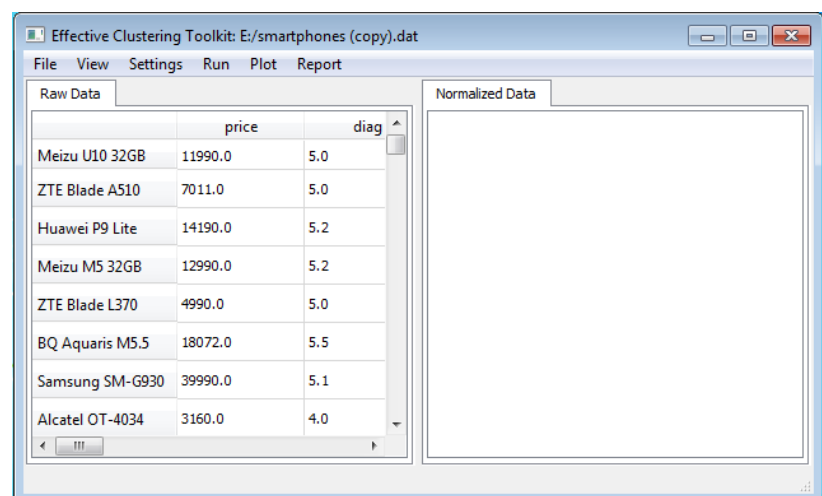 Effective Clustering Toolkit: E:/smartphones (copy).dat
File View Settings Run Plot Report
Raw Data
Normalized Data
price diag
Meizu U10 32GB 11990.0 5.0
ZTE Blade A510 7011.0 5.0
Huawei P9 Lite 14190.0 5.2
Meizu M5 32GB 12990.0 5.2
ZTE Blade L370 4990.0 5.0
BQ Aquaris M5.5 18072.0 5.5
Samsung SM-G930 39990.0 5.1
Alcatel OT-4034 3160.0 4.0